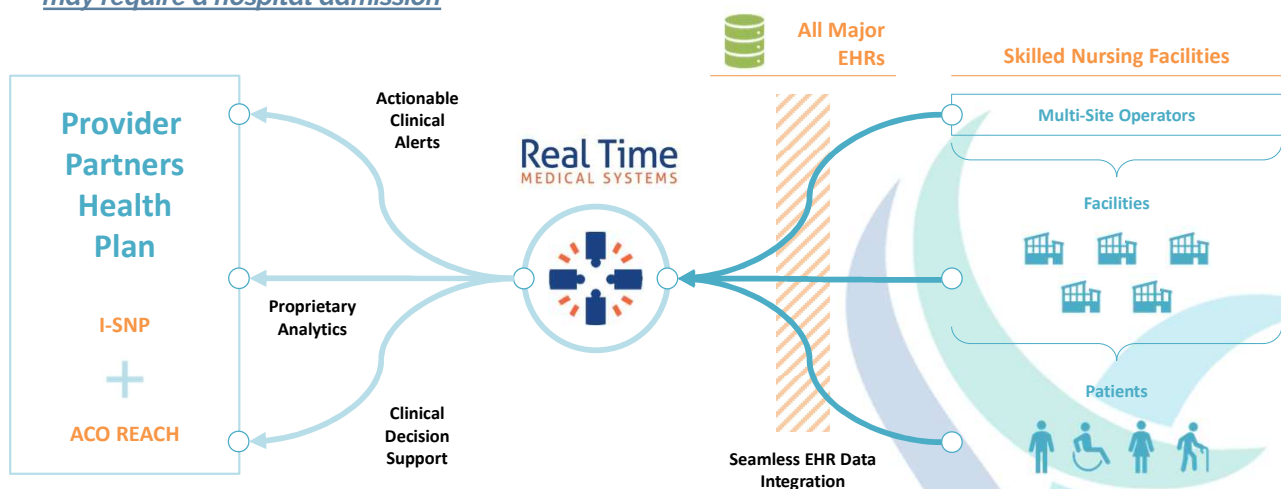 may require a hospital admission
All Major
EHRs
Skilled Nursing Facilities
Provider
Partners
Health
Plan
I-SNP
+
ACO REACH
Actionable
Clinical
Alerts
Proprietary
Analytics
Clinical
Decision
Support
Real Time
MEDICAL SYSTEMS
Seamless EHR Data
Integration
Multi-Site Operators
Facilities
Patients